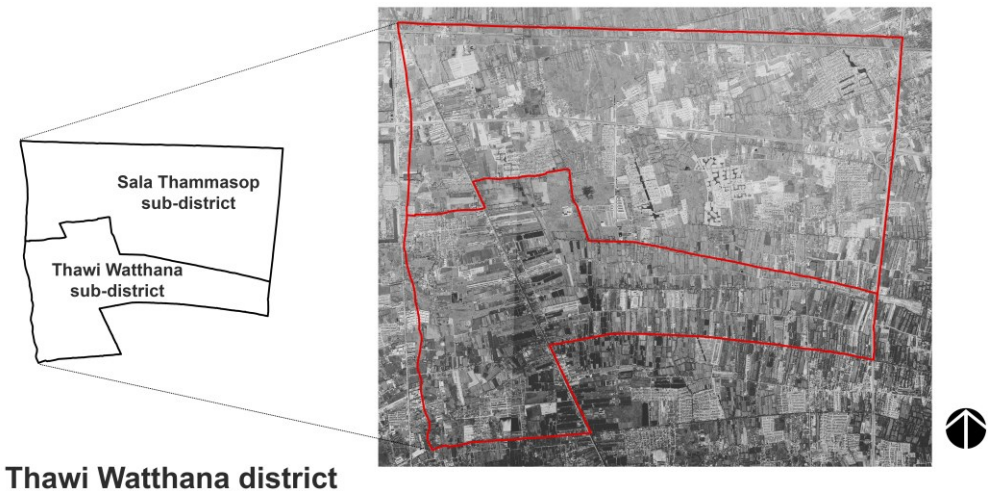 Sala Thammasop
sub-district
Thawi Watthana
sub-district
Thawi Watthana district